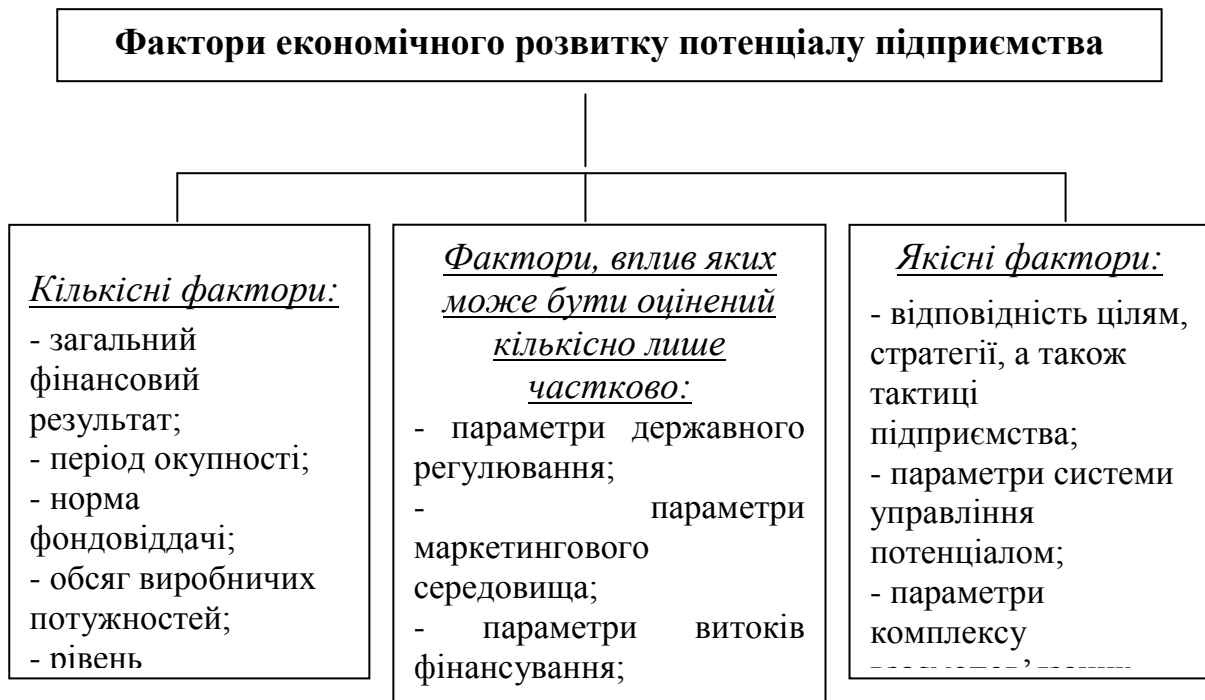 Фактори економічного розвитку потенціалу підприємства
Кількісні фактори:
- загальний
фінансовий
результат;
- період окупності;
- норма
фондовіддачі;
- обсяг виробничих
потужностей;
- рівень
Фактори, вплив яких
може бути оцінений
кількісно лише
частково:
- параметри державного
регулювання;
- параметри
маркетингового
середовища;
- параметри витоків
фінансування;
Якісні фактори:
- відповідність цілям,
стратегії, а також
тактиці
підприємства;
- параметри системи
управління
потенціалом;
- параметри
комплексу